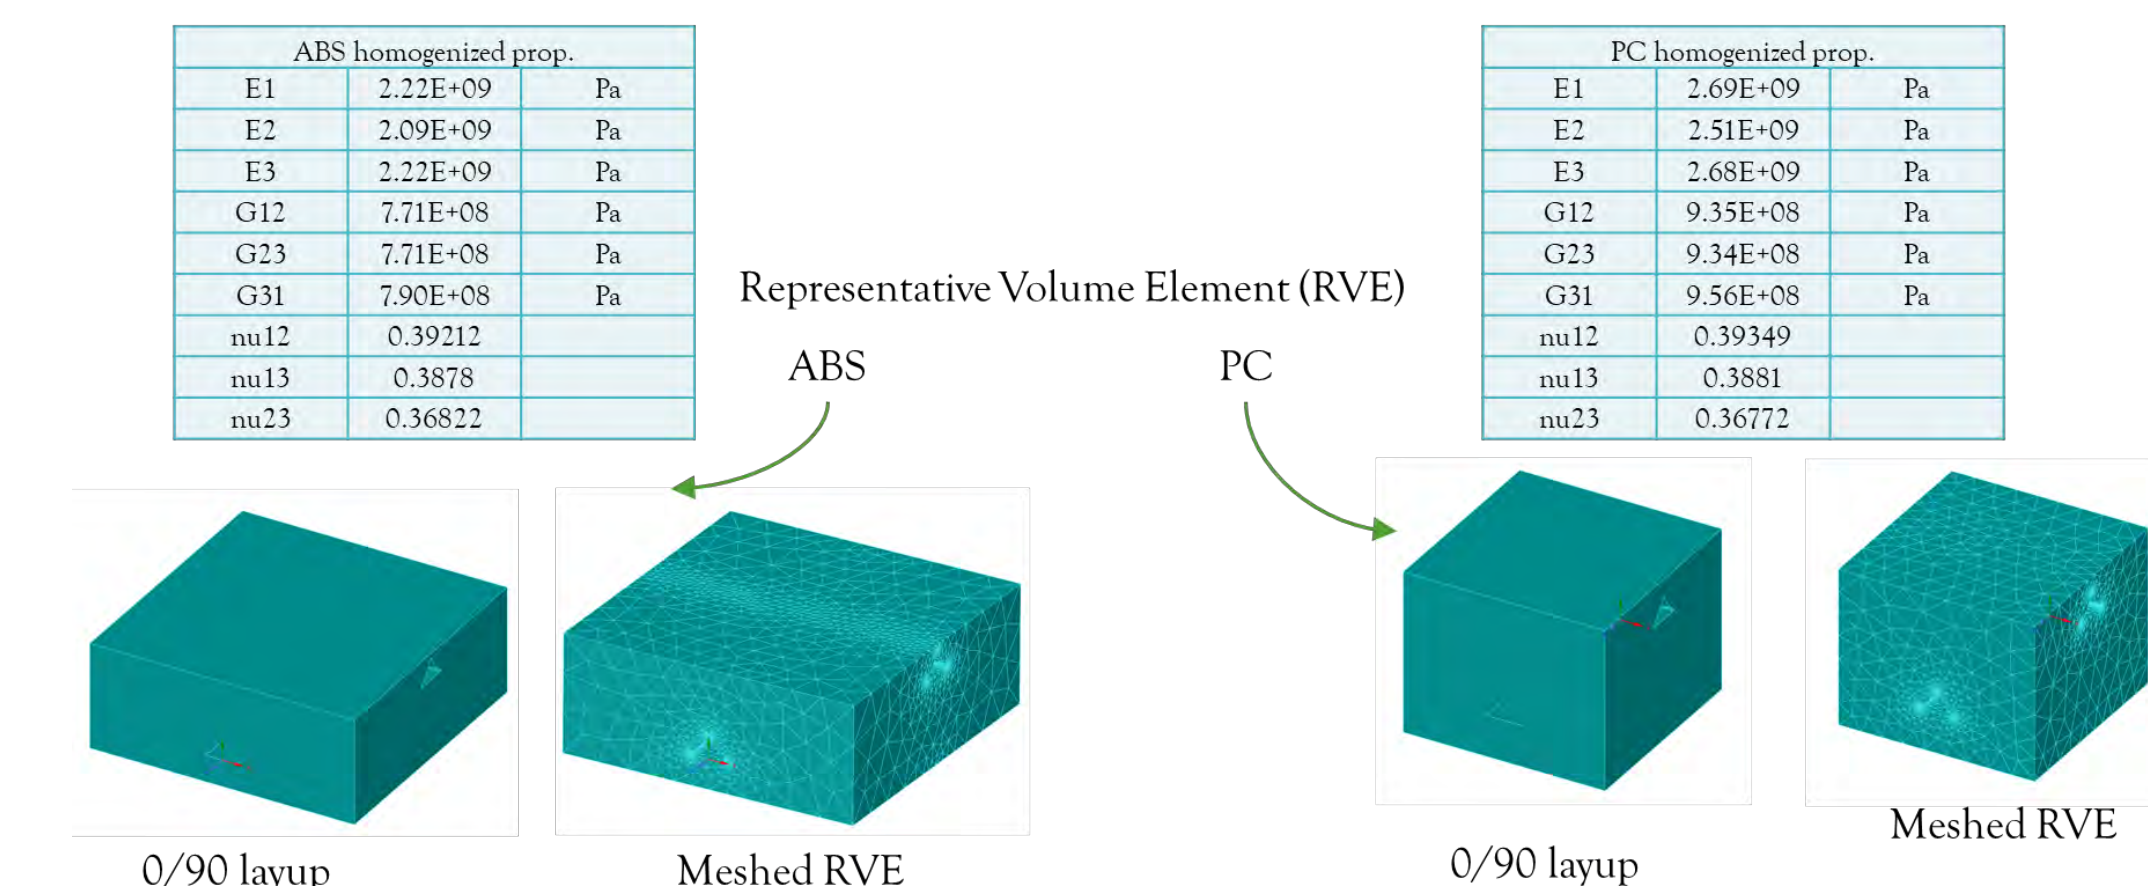 ABS homogenized prop.
E1 2.22E+09 Pa
E2 2.09E+09 Pa
E3 2.22E+09 Pa
G12 7.71E+08 Pa
G23 7.71E+08 Pa
G31 7.90E+08 Pa
nu12 0.39212
nu13 0.3878
nu23 0.36822
PC homogenized prop.
E1 2.69E+09 Pa
E2 2.51E+09 Pa
E3 2.68E+09 Pa
G12 9.35E+08 Pa
G23 9.34E+08 Pa
G31 9.56E+08 Pa
nu12 0.39349
nu13 0.3881
nu23 0.36772
Representative Volume Element (RVE)
ABS
PC
0/90 layup
Meshed RVE
0/90 layup
Meshed RVE